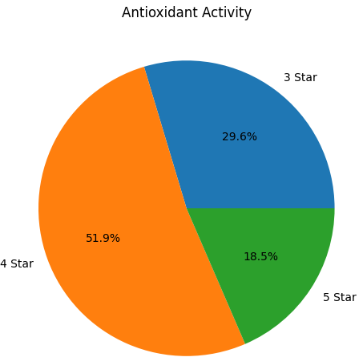 Antioxidant Activity
3 Star
29.6%
51.9%
4 Star
18.5%
5 Star